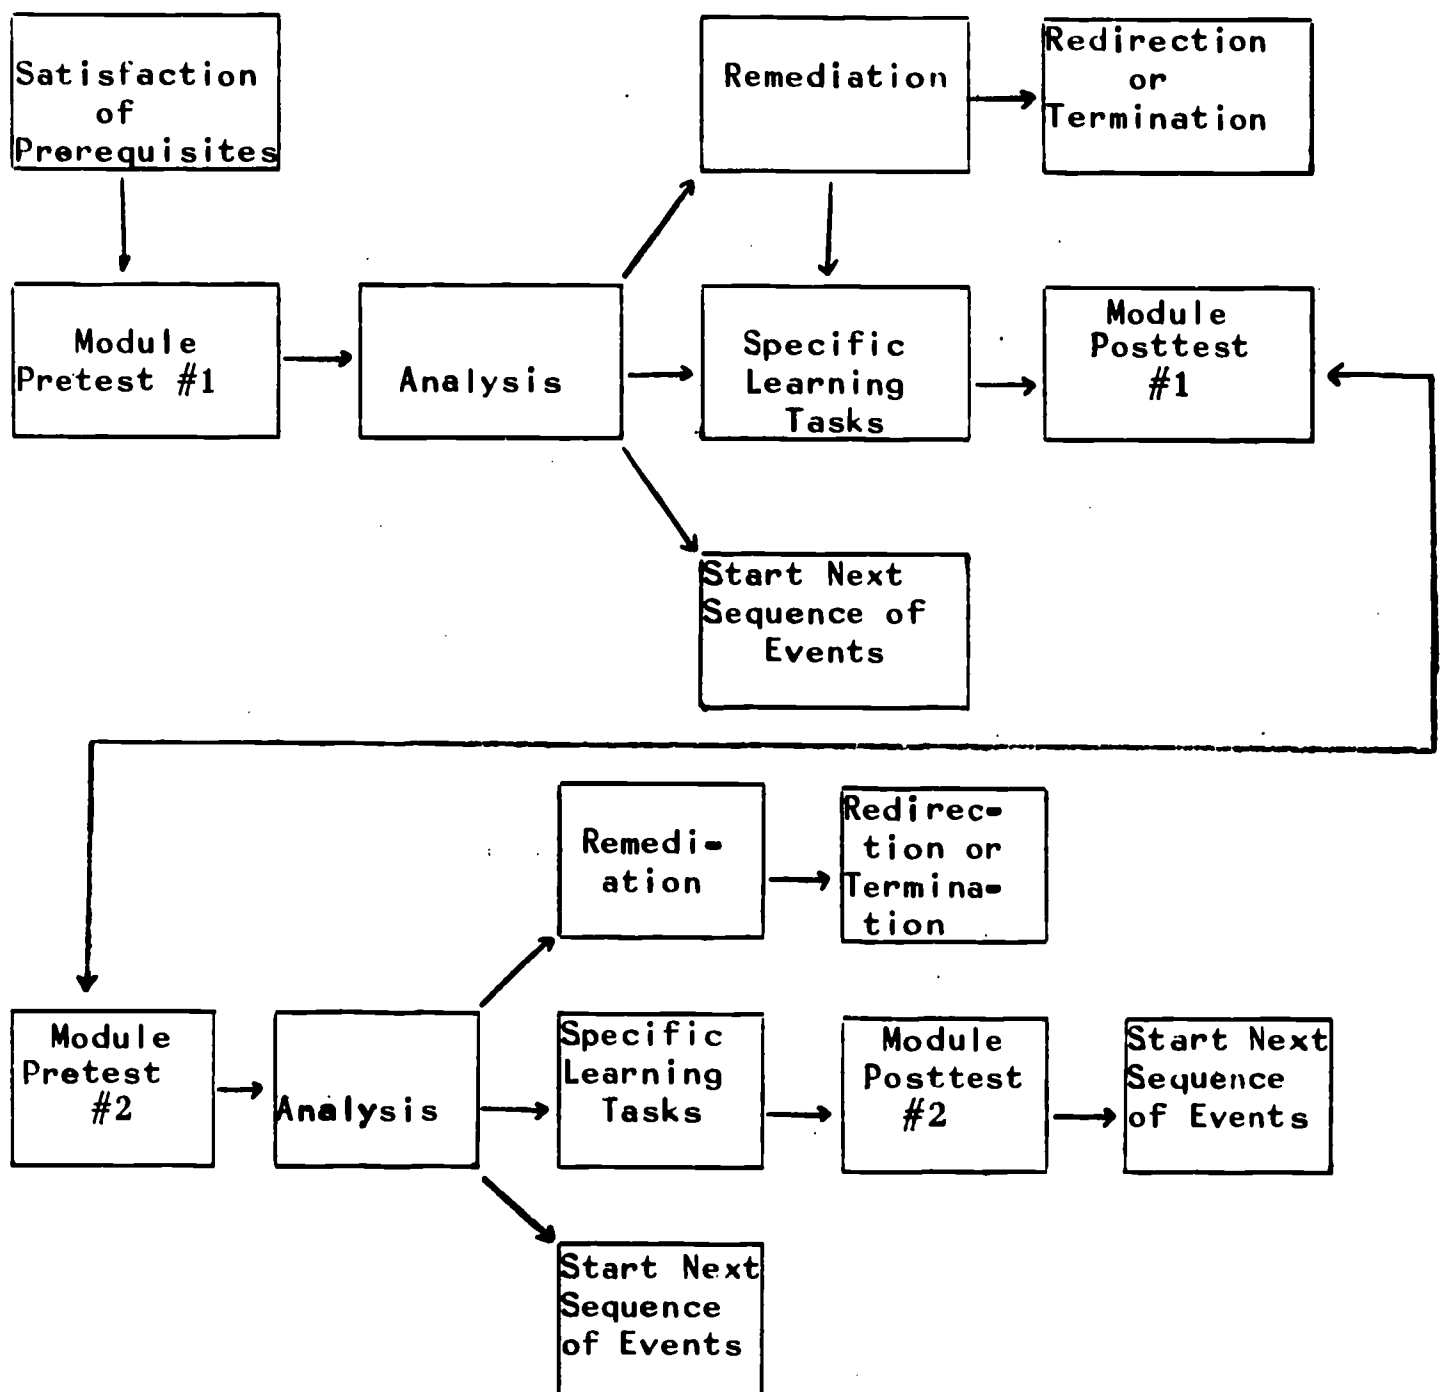 Satisfaction
of
Prerequisites
Remediation
Redirection
or
Termination
Module
Pretest #1
Analysis
Specific
Learning
Tasks
Module
Posttest
#1
Start Next
Sequence of
Events
Remedi-
ation
Redirec-
tion or
Termina-
tion
Module
Pretest
#2
Analysis
Specific
Learning
Tasks
Module
Posttest
#2
Start Next
Sequence
of Events
Start Next
Sequence
of Events